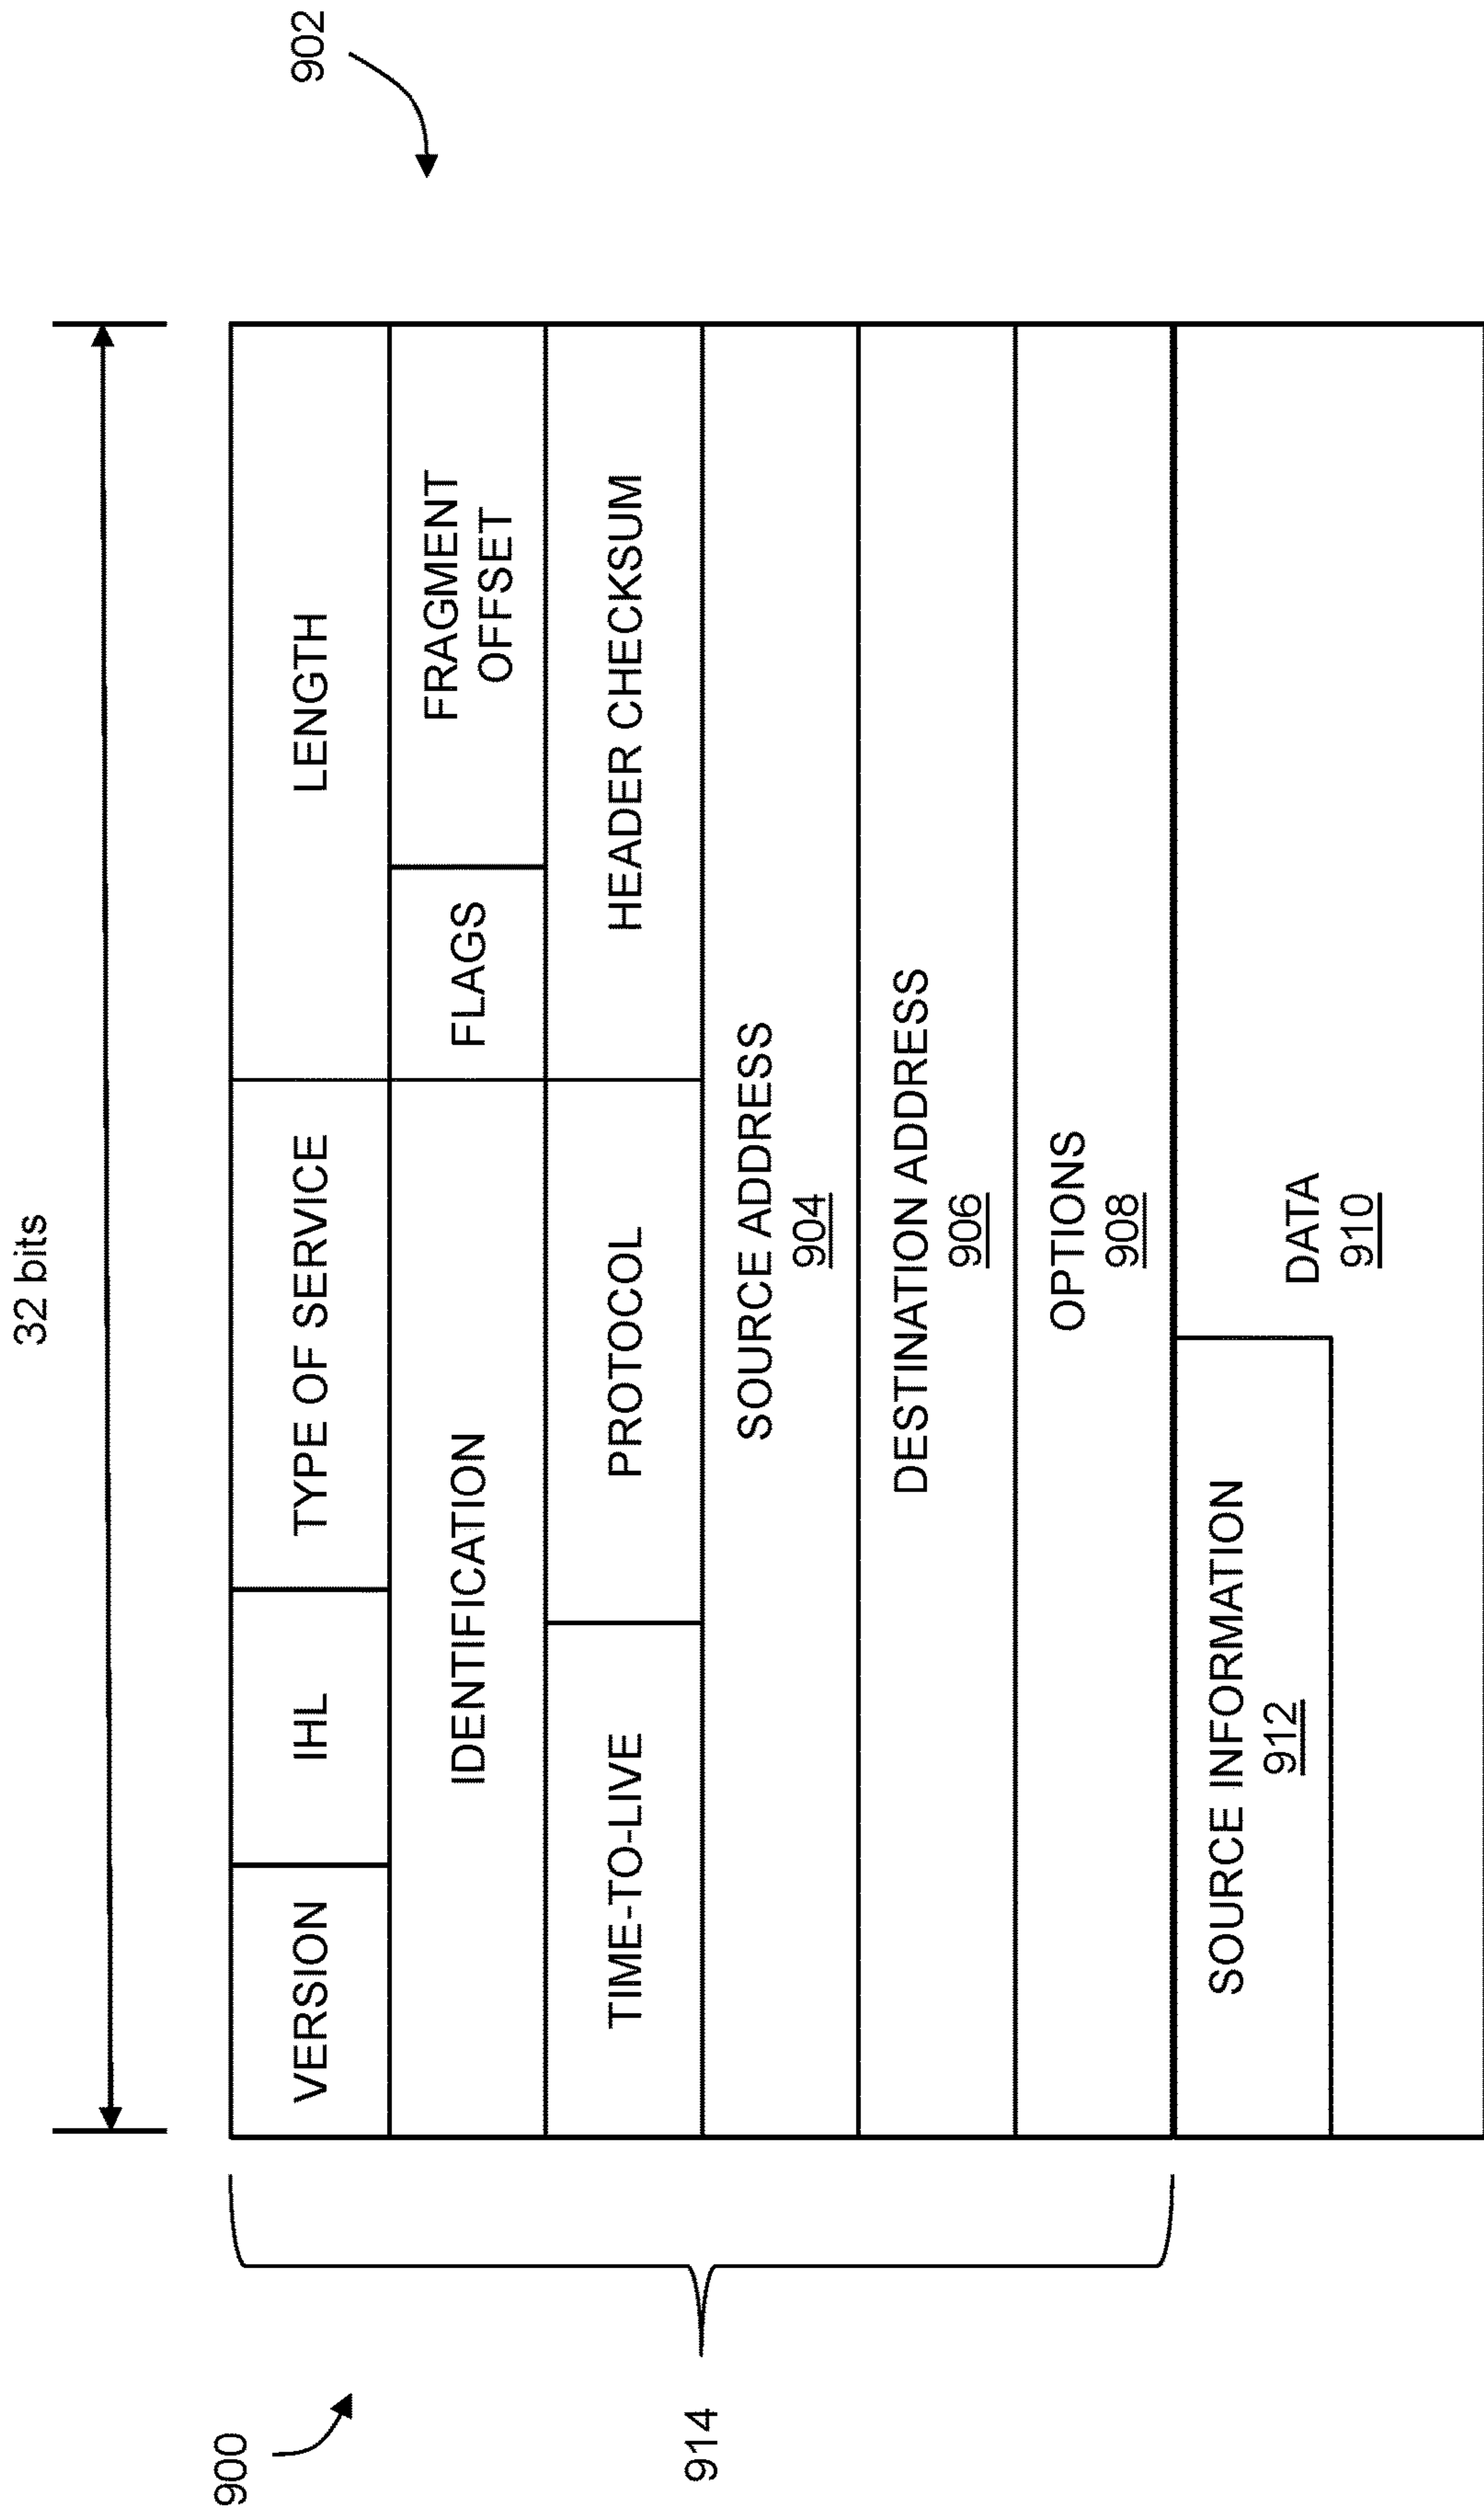 32 bits
900
902
VERSION
IHL
TYPE OF SERVICE
LENGTH
IDENTIFICATION
FLAGS
FRAGMENT
OFFSET
TIME-TO-LIVE
PROTOCOL
HEADER CHECKSUM
914
SOURCE ADDRESS
904
DESTINATION ADDRESS
906
OPTIONS
908
SOURCE INFORMATION
912
DATA
910